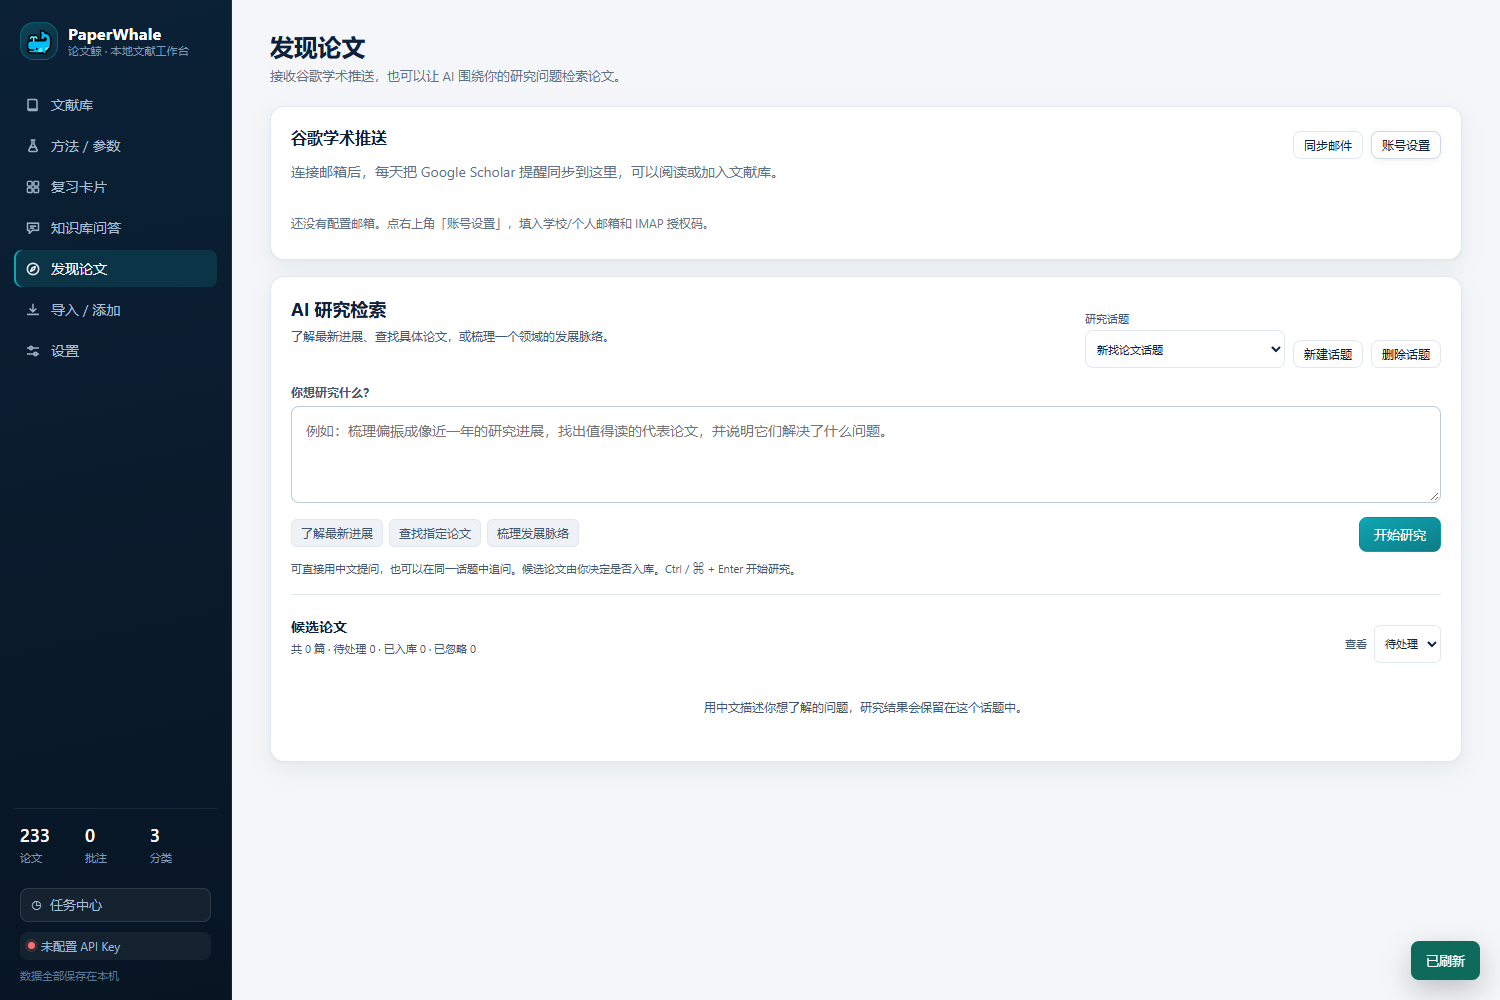 PaperWhale
论文鲸 · 本地文献工作台
文献库
方法 / 参数
复习卡片
知识库问答
发现论文
导入 / 添加
设置
233
论文
0
批注
3
分类
任务中心
未配置 API Key
数据全部保存在本机
发现论文
接收谷歌学术推送，也可以让 AI 围绕你的研究问题检索论文。
谷歌学术推送
同步邮件
账号设置
连接邮箱后，每天把 Google Scholar 提醒同步到这里，可以阅读或加入文献库。
还没有配置邮箱。点右上角「账号设置」，填入学校/个人邮箱和 IMAP 授权码。
AI 研究检索
了解最新进展、查找具体论文，或梳理一个领域的发展脉络。
研究话题
新找论文话题
新建话题
删除话题
你想研究什么？
例如：梳理偏振成像近一年的研究进展，找出值得读的代表论文，并说明它们解决了什么问题。
了解最新进展
查找指定论文
梳理发展脉络
开始研究
可直接用中文提问，也可以在同一话题中追问。候选论文由你决定是否入库。Ctrl / ⌘ + Enter 开始研究。
候选论文
共 0 篇 · 待处理 0 · 已入库 0 · 已忽略 0
查看
待处理
用中文描述你想了解的问题，研究结果会保留在这个话题中。
已刷新